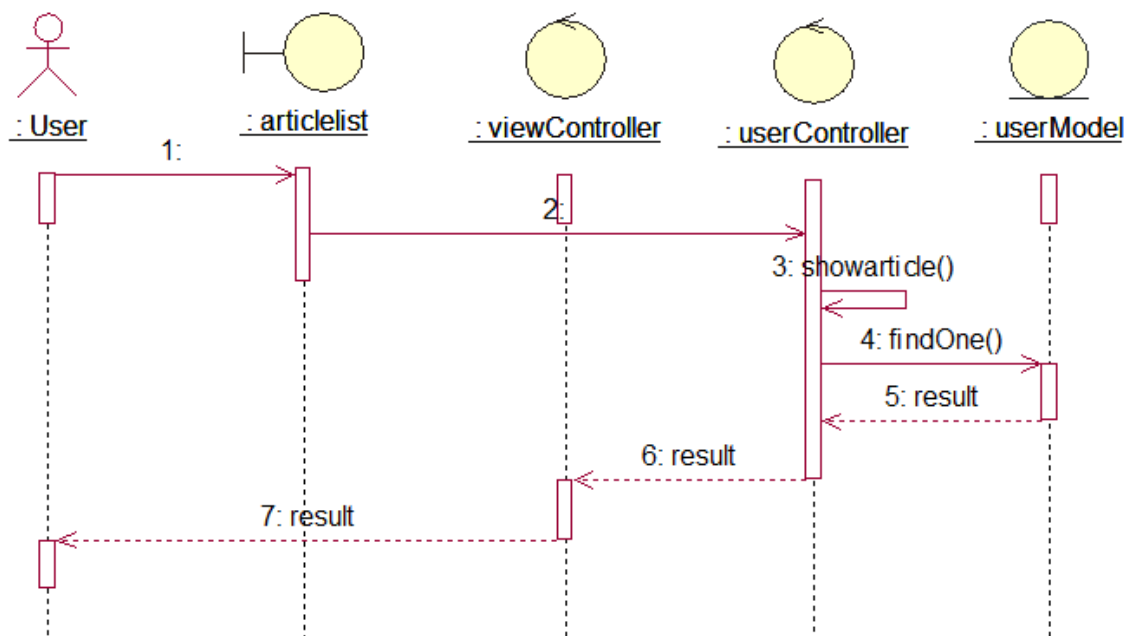 : User
: articlelist
: viewController
: userController
: userModel
1:
2:
3: showarticle()
4: findOne()
5: result
6: result
7: result